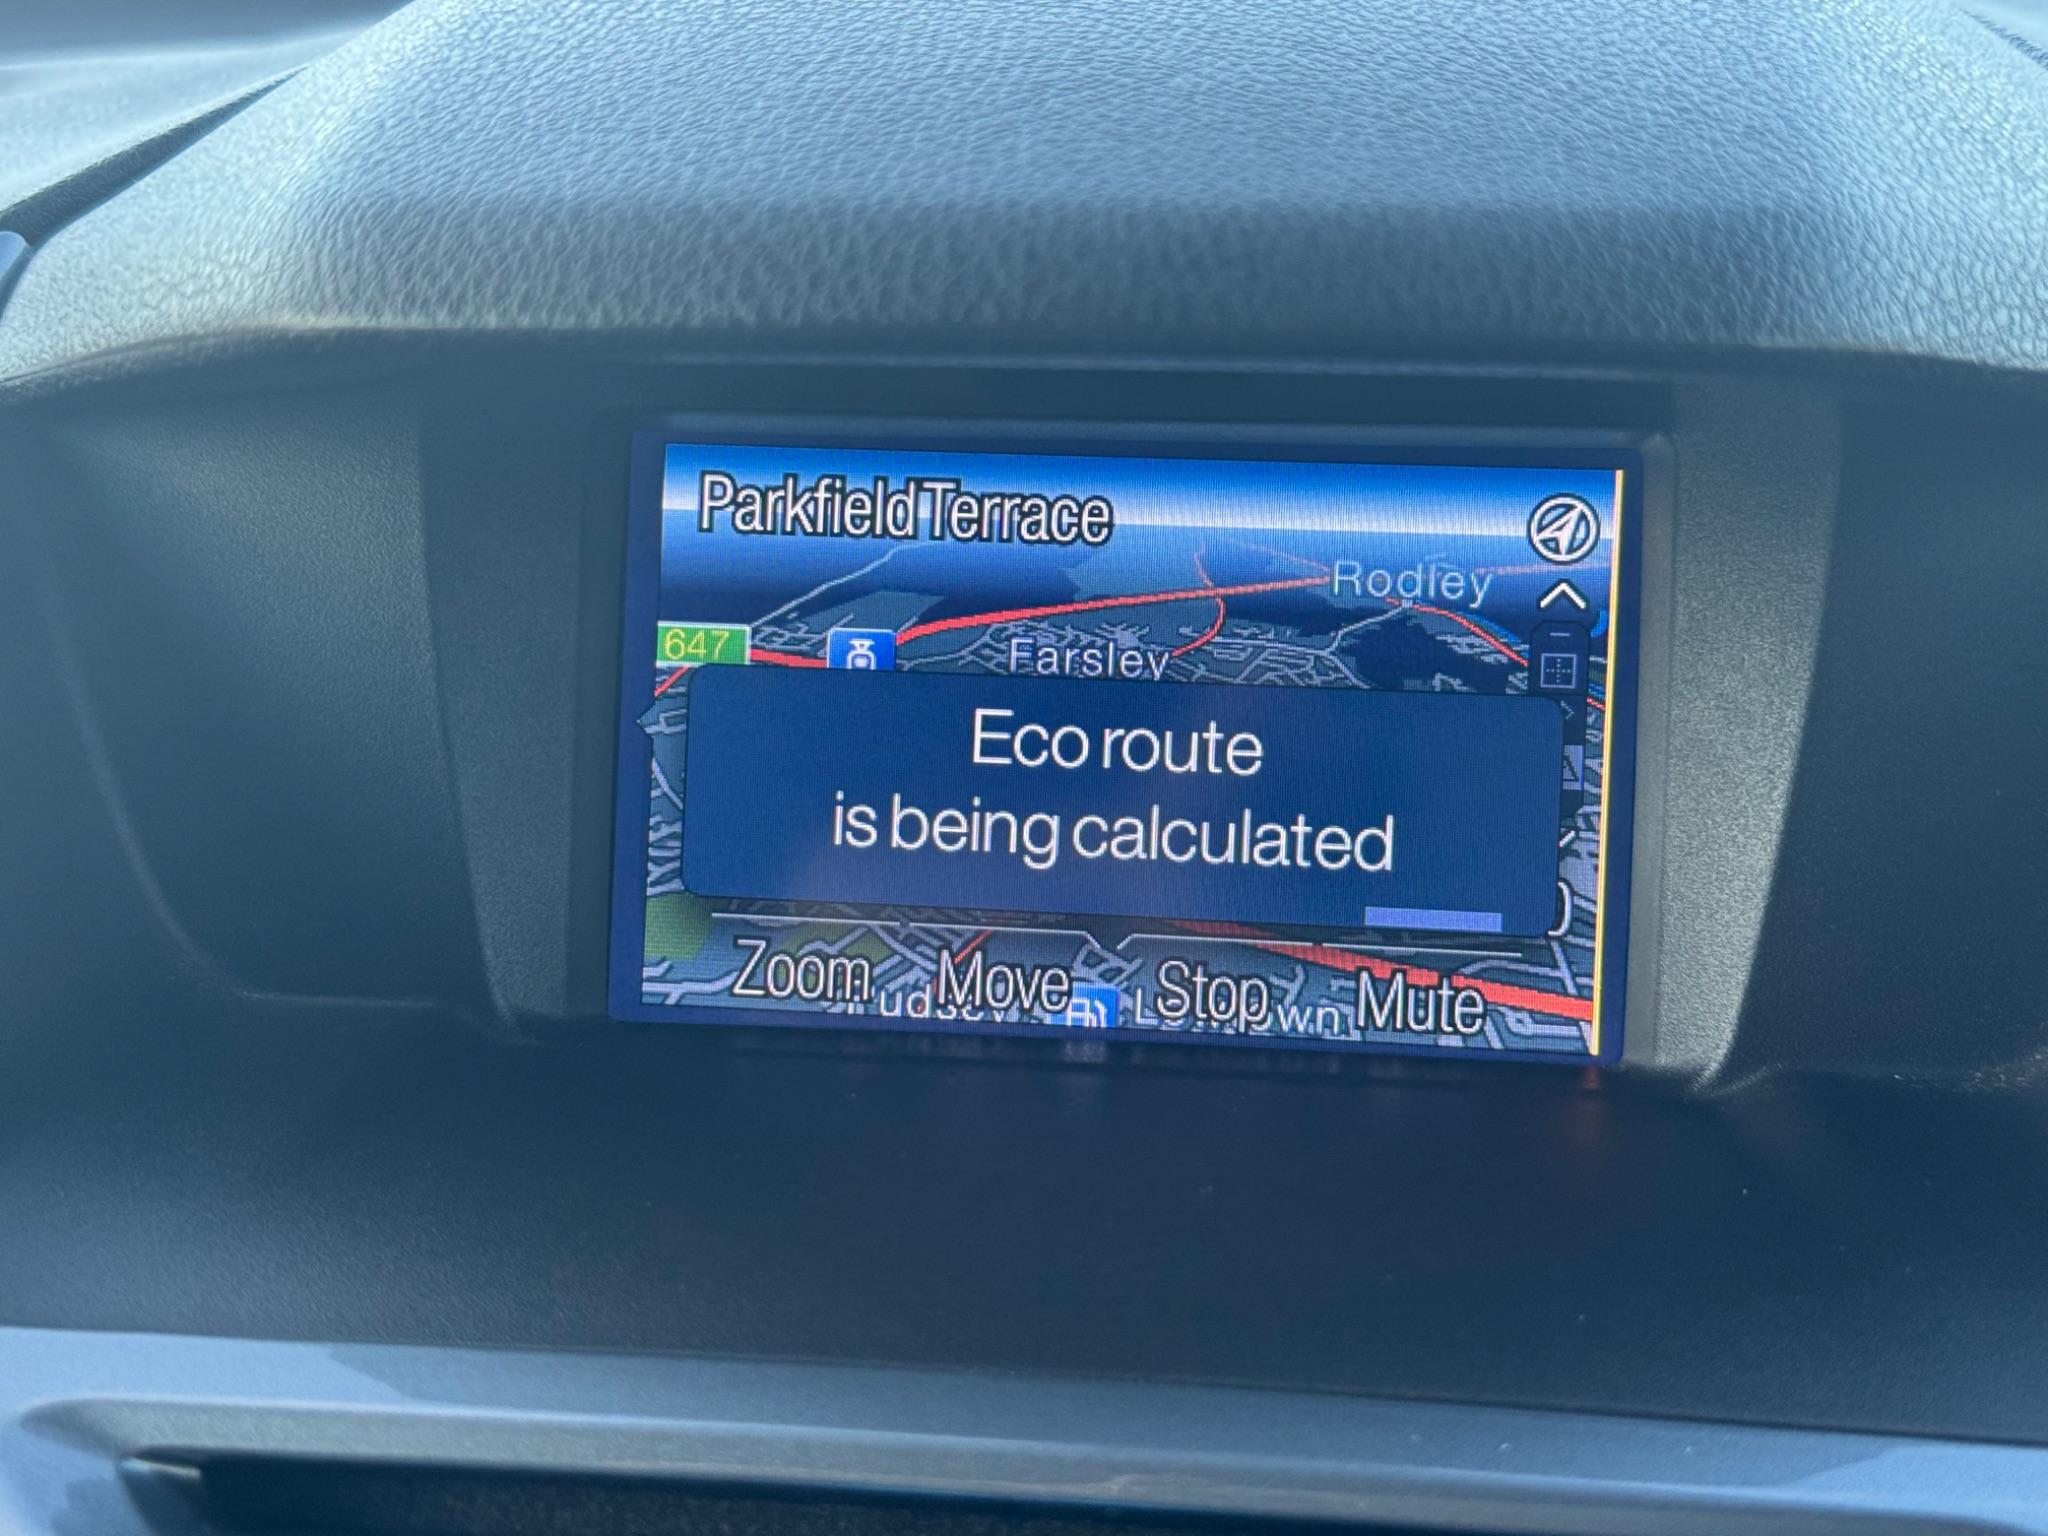 Parkfield Terrace
Rodley
647
Farsley
Eco route
is being calculated
Zoom Move Stop Mute